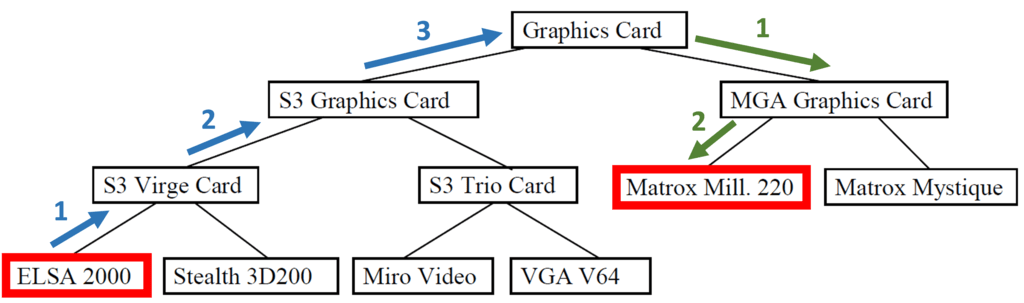 3
Graphics Card
1
S3 Graphics Card
MGA Graphics Card
2
2
S3 Virge Card
S3 Trio Card
Matrox Mill. 220
Matrox Mystique
1
ELSA 2000
Stealth 3D200
Miro Video
VGA V64